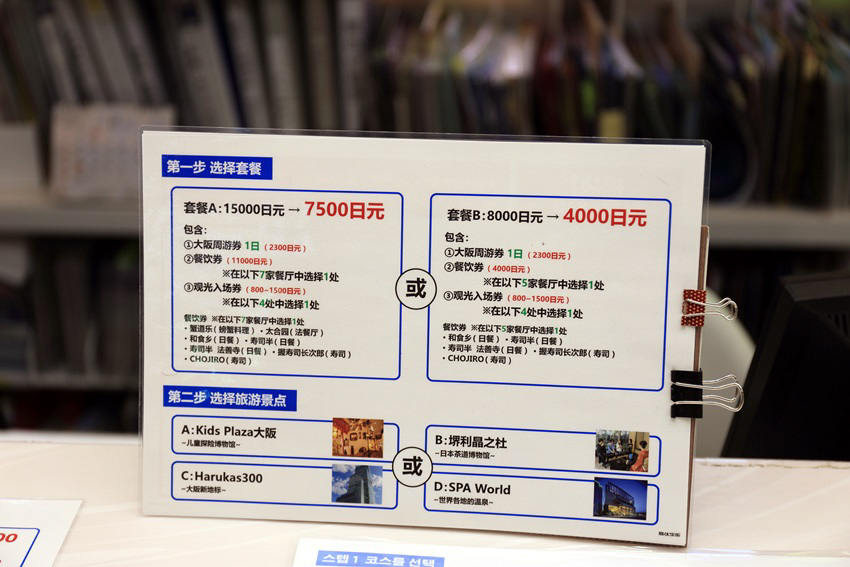 第一步 选择套餐
套餐A:15000日元 → 7500日元
包含:
①大阪周游券 1日 (2300日元)
②餐饮券 (11000日元)
※在以下7家餐厅中选择1处
③观光入场券 (800~1500日元)
※在以下4处中选择1处
餐饮券 ※在以下7家餐厅中选择1处
・蟹道乐(螃蟹料理)・太合园(法餐厅)
・和食乡(日餐)・寿司半(日餐)
・寿司半 法善寺(日餐)・握寿司长次郎(寿司)
・CHOJIRO(寿司)
或
套餐B:8000日元 → 4000日元
包含:
①大阪周游券 1日 (2300日元)
②餐饮券 (4000日元)
※在以下5家餐厅中选择1处
③观光入场券 (800~1500日元)
※在以下4处中选择1处
餐饮券 ※在以下5家餐厅中选择1处
・和食乡(日餐)・寿司半(日餐)
・寿司半 法善寺(日餐)・握寿司长次郎(寿司)
・CHOJIRO(寿司)
第二步 选择旅游景点
A:Kids Plaza大阪
~儿童探险博物馆~
或
B:堺利晶之杜
~日本茶道博物馆~
C:Harukas300
~大阪新地标~
D:SPA World
~世界各地的温泉~
스텝 1 코스를 선택